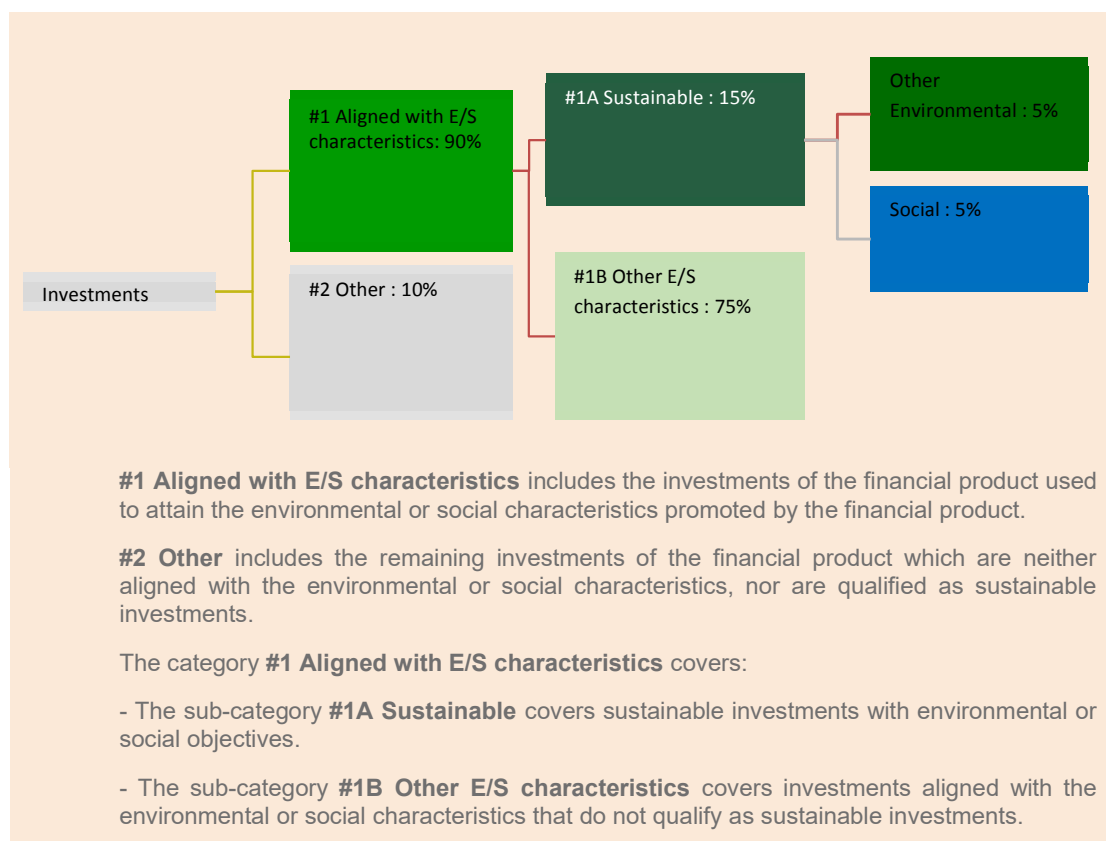 Investments
#1 Aligned with E/S
characteristics: 90%
#2 Other : 10%
#1A Sustainable : 15%
#1B Other E/S
characteristics : 75%
Other
Environmental : 5%
Social : 5%
#1 Aligned with E/S characteristics includes the investments of the financial product used
to attain the environmental or social characteristics promoted by the financial product.
#2 Other includes the remaining investments of the financial product which are neither
aligned with the environmental or social characteristics, nor are qualified as sustainable
investments.
The category #1 Aligned with E/S characteristics covers:
- The sub-category #1A Sustainable covers sustainable investments with environmental or
social objectives.
- The sub-category #1B Other E/S characteristics covers investments aligned with the
environmental or social characteristics that do not qualify as sustainable investments.